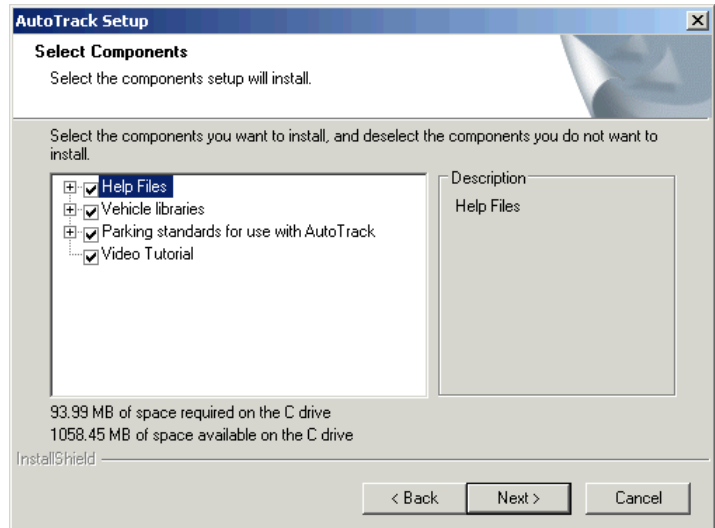 AutoTrack Setup
Select Components
Select the components setup will install.
Select the components you want to install, and deselect the components you do not want to
install.
Help Files
Vehicle libraries
Parking standards for use with AutoTrack
Video Tutorial
Description
Help Files
93.99 MB of space required on the C drive
1058.45 MB of space available on the C drive
InstallShield
< Back
Next >
Cancel